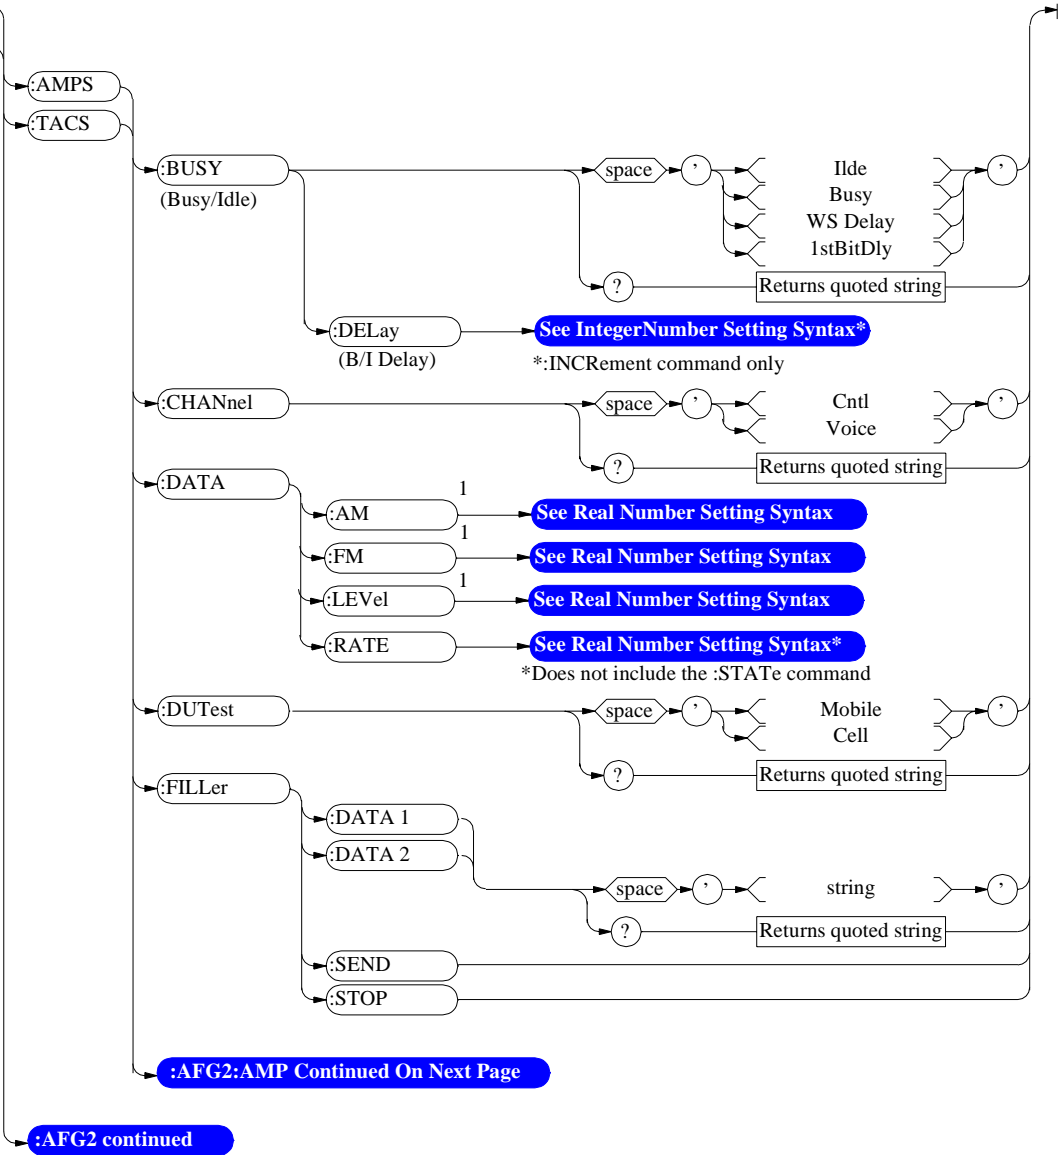 :AMPS
:TACS
:BUSY
(Busy/Idle)
space
’
Ilde
Busy
WS Delay
1stBitDly
’
?
Returns quoted string
:DELay
(B/I Delay)
See IntegerNumber Setting Syntax*
*:INCRement command only
:CHANnel
space
’
Cntl
Voice
’
?
Returns quoted string
:DATA
:AM
1
See Real Number Setting Syntax
:FM
1
See Real Number Setting Syntax
:LEVel
1
See Real Number Setting Syntax
:RATE
See Real Number Setting Syntax*
*Does not include the :STATe command
:DUTest
space
’
Mobile
Cell
’
?
Returns quoted string
:FILLer
:DATA 1
:DATA 2
space
’
string
’
?
Returns quoted string
:SEND
:STOP
:AFG2:AMP Continued On Next Page
:AFG2 continued